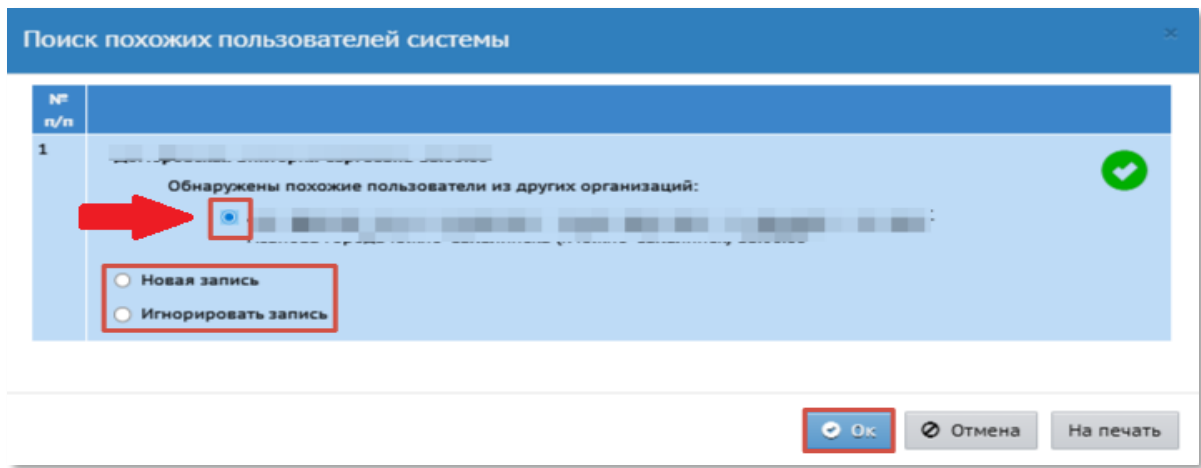 Поиск похожих пользователей системы
№
п/п
1
Обнаружены похожие пользователи из других организаций:
Новая запись
Игнорировать запись
Ок
Отмена
На печать